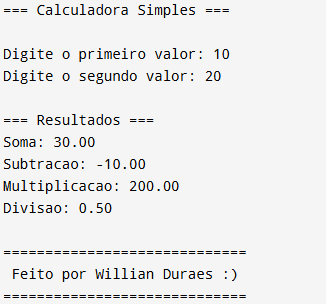 === Calculadora Simples ===
Digite o primeiro valor: 10
Digite o segundo valor: 20
=== Resultados ===
Soma: 30.00
Subtracao: -10.00
Multiplicacao: 200.00
Divisao: 0.50
=============================
Feito por Willian Duraes :)
=============================